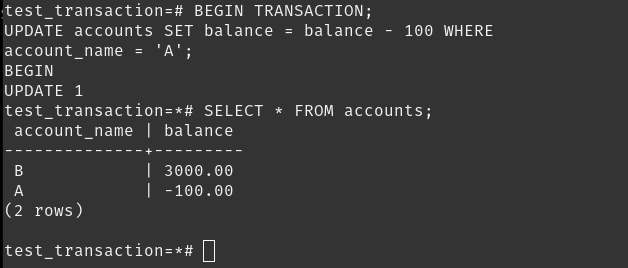 test_transaction=# BEGIN TRANSACTION;
UPDATE accounts SET balance = balance - 100 WHERE
account_name = 'A';
BEGIN
UPDATE 1
test_transaction=*# SELECT * FROM accounts;
 account_name | balance
--------------+---------
 B            | 3000.00
 A            | -100.00
(2 rows)

test_transaction=*#